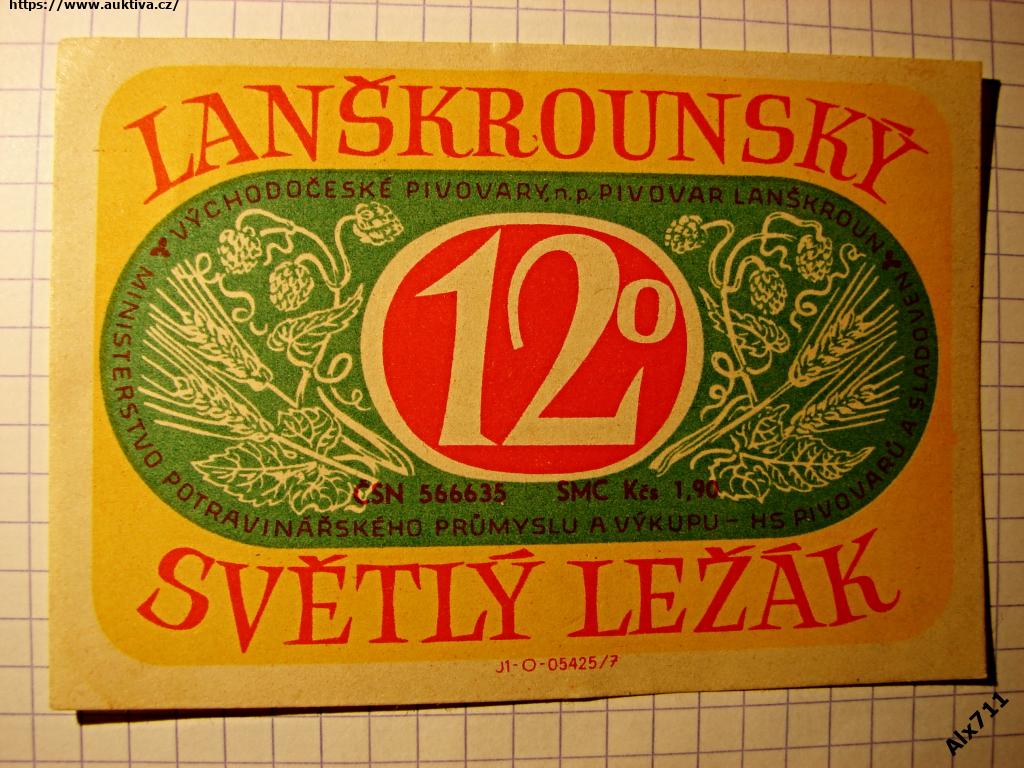 https://www.auktiva.cz/
LANŠKROUNSKÝ
VÝCHODOČESKÉ PIVOVARY, n.p. PIVOVAR LANŠKROUN
12°
ČSN 566635 SMC Kčs 1,90
MINISTERSTVO POTRAVINÁŘSKÉHO PRŮMYSLU A VÝKUPU - HS PIVOVARŮ A SLADOVEN
SVĚTLÝ LEŽÁK
J1-O-05425/7
Alx711